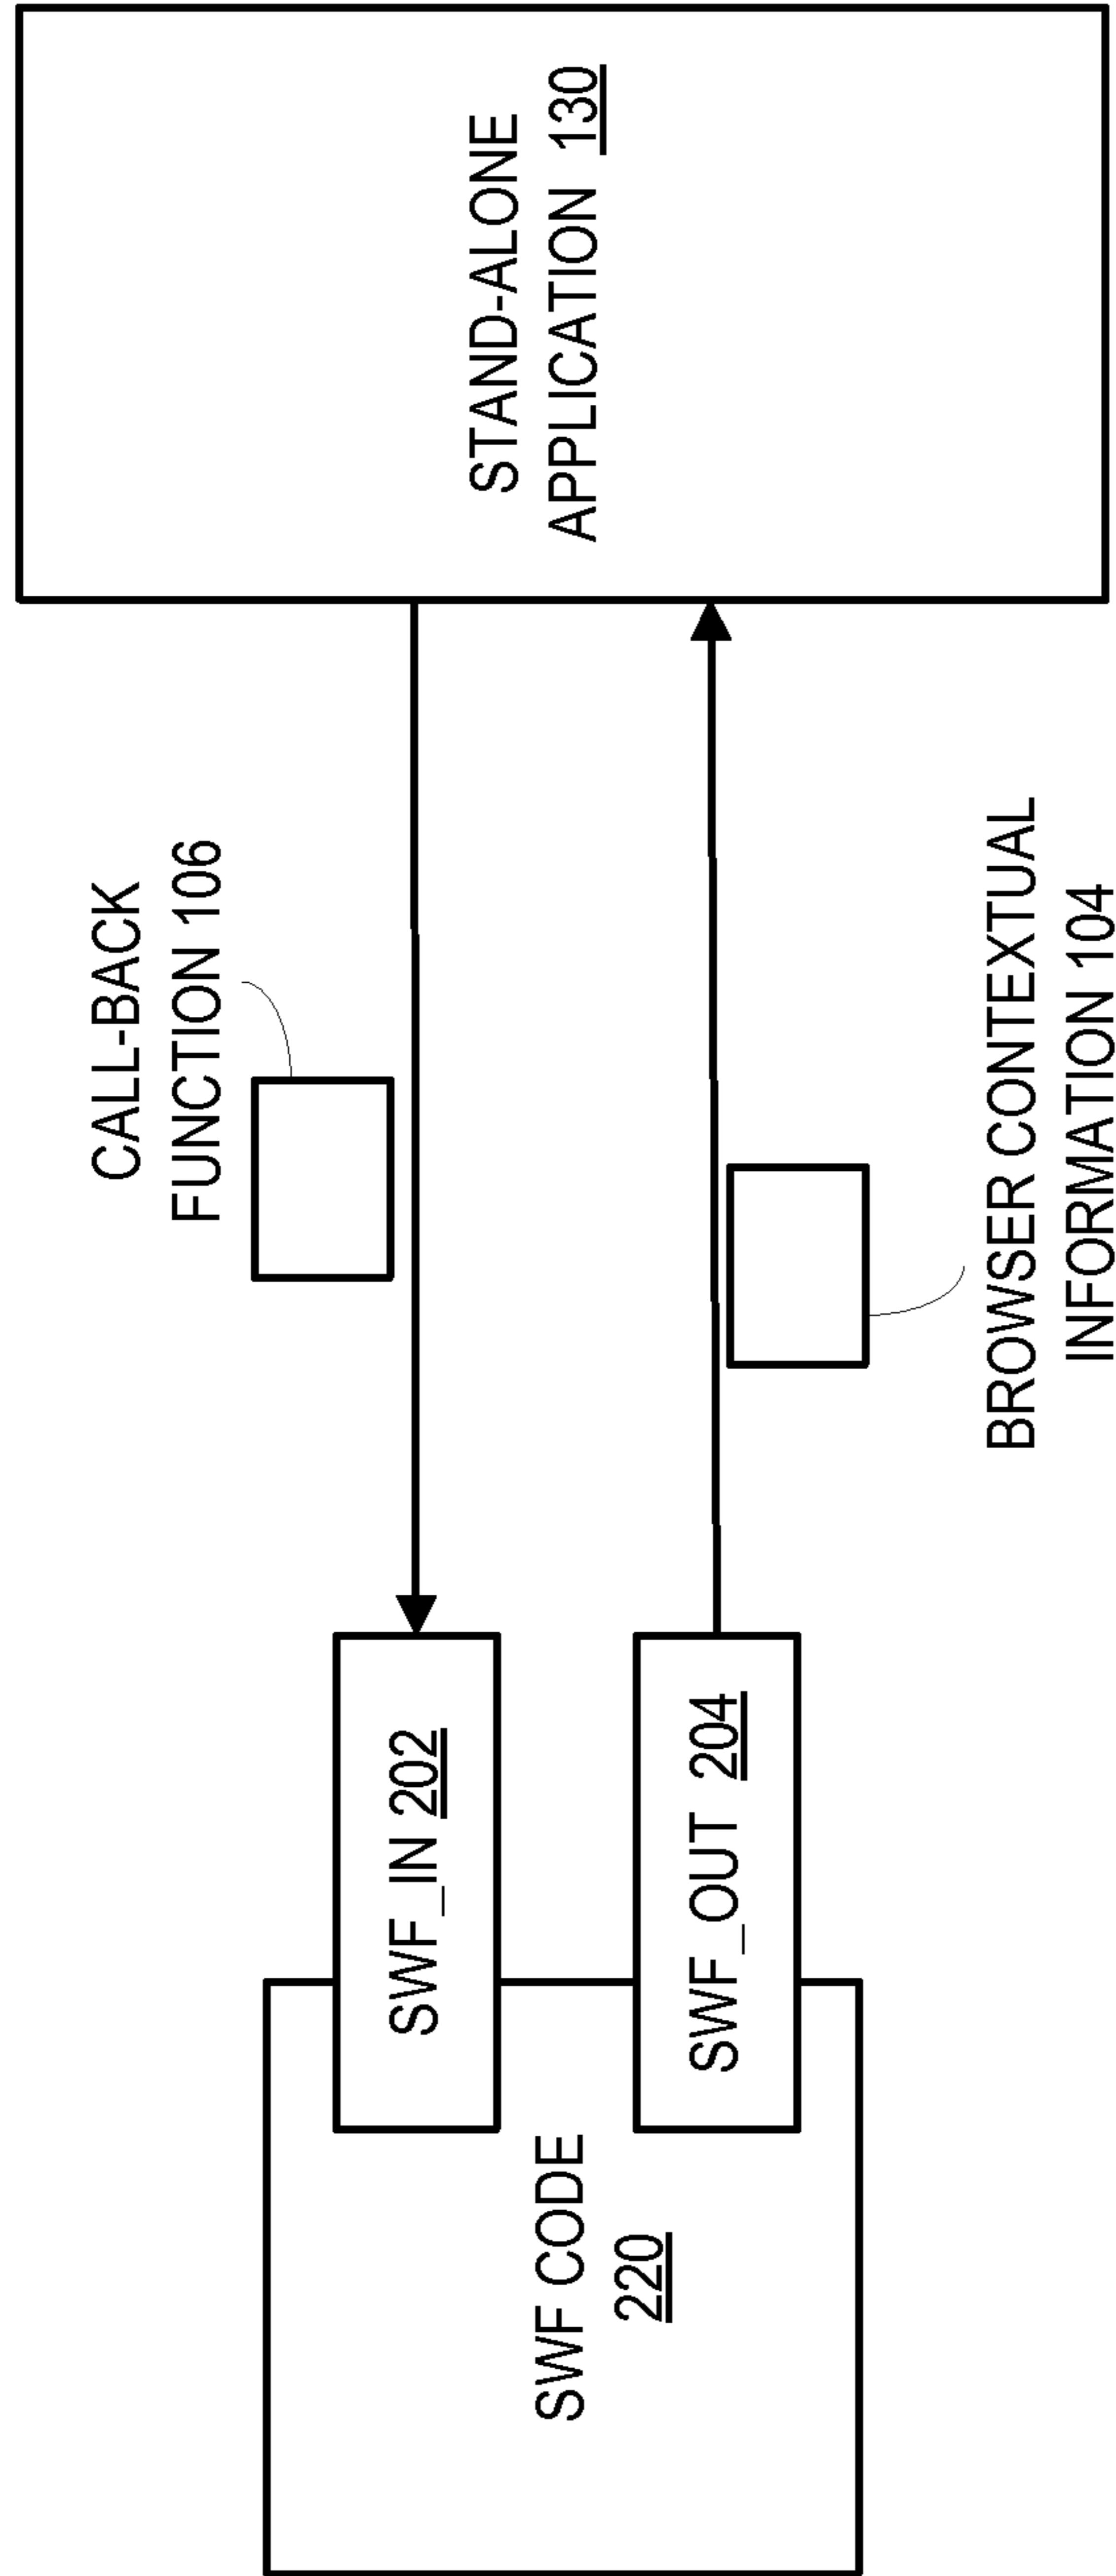 CALL-BACK
FUNCTION 106
SWF_IN 202
SWF CODE
220
SWF_OUT 204
STAND-ALONE
APPLICATION 130
BROWSER CONTEXTUAL
INFORMATION 104